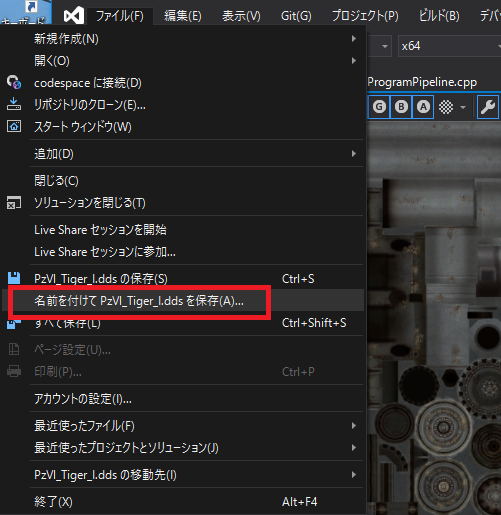 キーボード
ファイル(F) 編集(E) 表示(V) Git(G) プロジェクト(P) ビルド(B) デバ
新規作成(N)
x64
開く(O)
codespace に接続(D)
ProgramPipeline.cpp
リポジトリのクローン(E)...
G B A
スタート ウィンドウ(W)
追加(D)
閉じる(C)
ソリューションを閉じる(T)
Live Share セッションを開始
Live Share セッションに参加...
PzVl_Tiger_I.dds の保存(S) Ctrl+S
名前を付けて PzVl_Tiger_I.dds を保存(A)...
すべて保存(L) Ctrl+Shift+S
ページ設定(U)...
印刷(P)... Ctrl+P
アカウントの設定(I)...
最近使ったファイル(F)
最近使ったプロジェクトとソリューション(J)
PzVl_Tiger_I.dds の移動先(I)
終了(X) Alt+F4